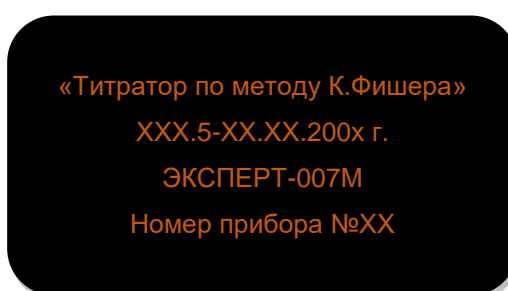 «Титратор по методу К.Фишера»
ХХХ.5-ХХ.ХХ.200х г.
ЭКСПЕРТ-007М
Номер прибора №ХХ